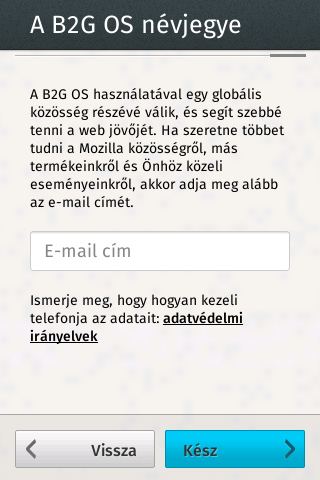 A B2G OS névjegye
A B2G OS használatával egy globális
közösség részévé válik, és segít szebbé
tenni a web jövőjét. Ha szeretne többet
tudni a Mozilla közösségről, más
termékeinkről és Önhöz közeli
eseményeinkről, akkor adja meg alább
az e-mail címét.
E-mail cím
Ismerje meg, hogy hogyan kezeli
telefonja az adatait: adatvédelmi
irányelvek
Vissza
Kész